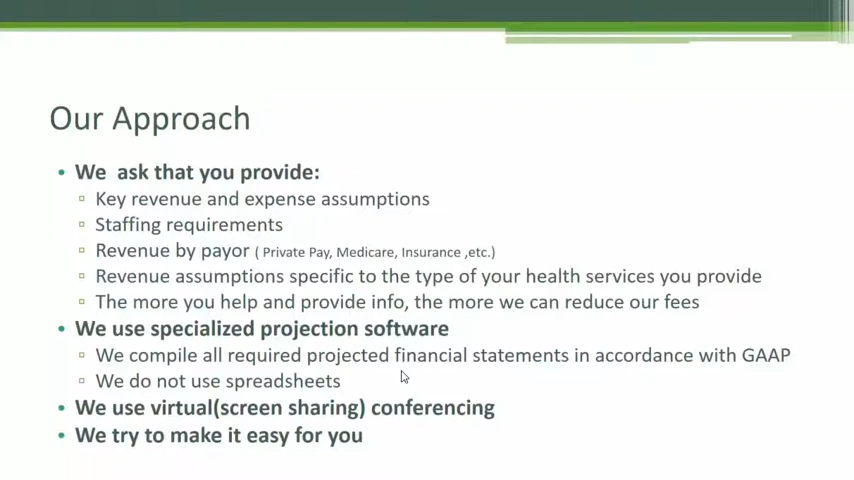 Our Approach
• We  ask that you provide:
▫ Key revenue and expense assumptions
▫ Staffing requirements
▫ Revenue by payor ( Private Pay, Medicare, Insurance ,etc.)
▫ Revenue assumptions specific to the type of your health services you provide
▫ The more you help and provide info, the more we can reduce our fees
• We use specialized projection software
▫ We compile all required projected financial statements in accordance with GAAP
▫ We do not use spreadsheets
• We use virtual(screen sharing) conferencing
• We try to make it easy for you